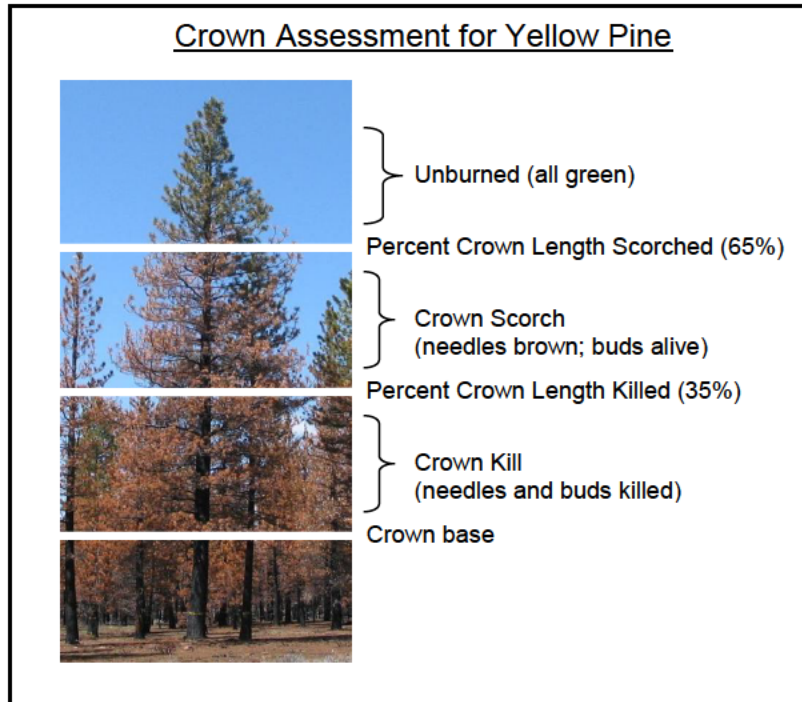 Crown Assessment for Yellow Pine
Unburned (all green)
Percent Crown Length Scorched (65%)
Crown Scorch
(needles brown; buds alive)
Percent Crown Length Killed (35%)
Crown Kill
(needles and buds killed)
Crown base